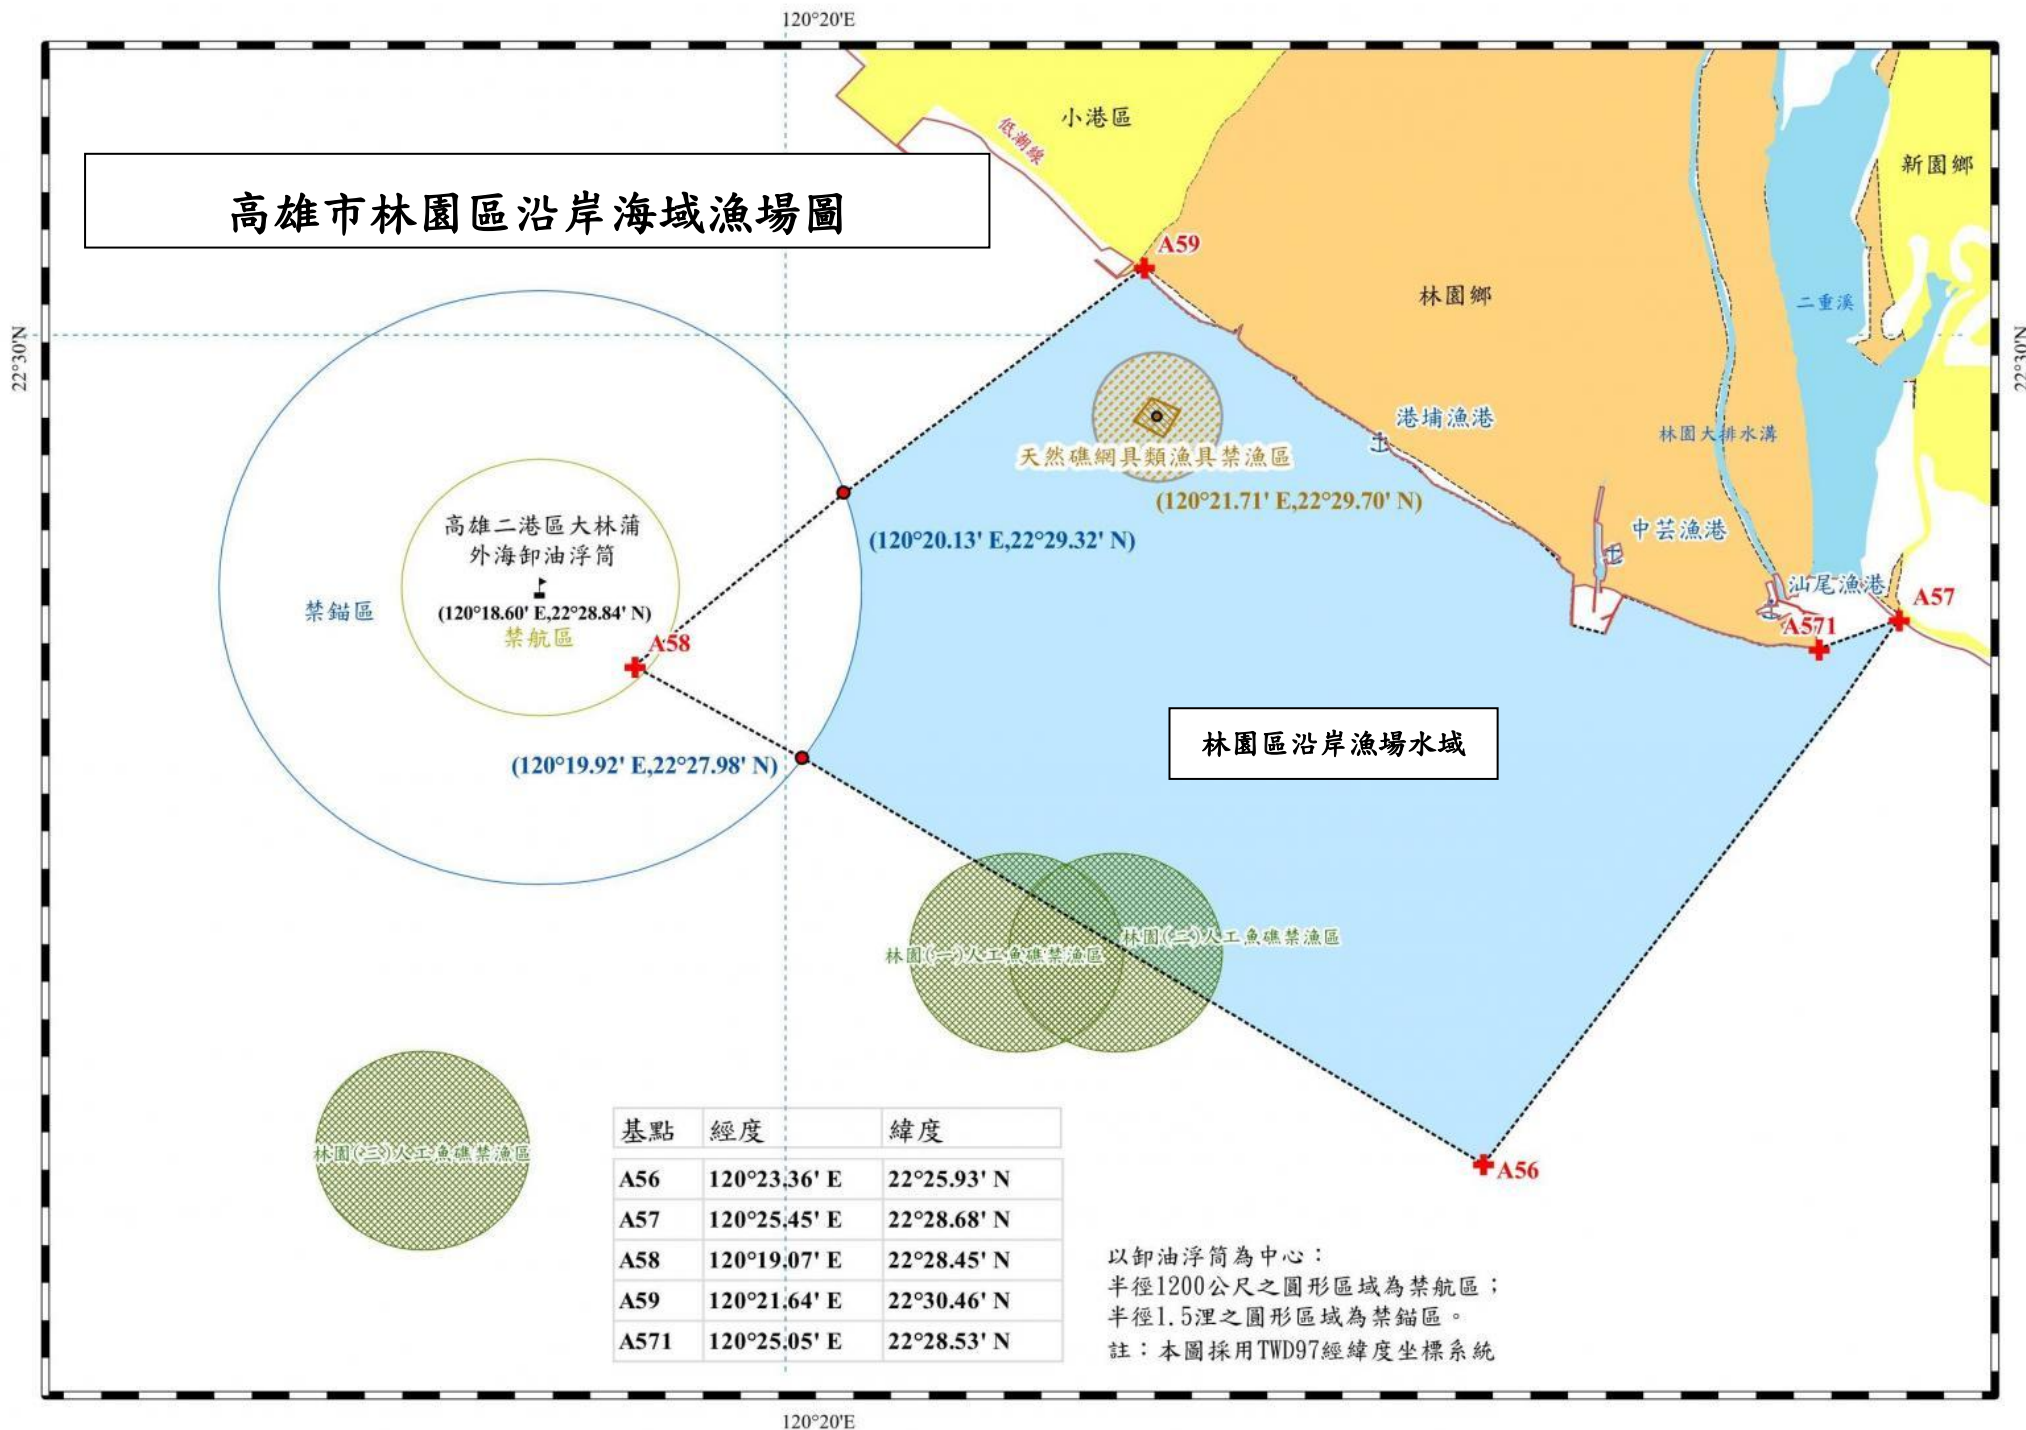 120°20'E
小港區
低潮線
新園鄉
高雄市林園區沿岸海域漁場圖
A59
林園鄉
二重溪
22°30'N
22°30'N
港埔漁港
林園大排水溝
天然礁網具類漁具禁漁區
(120°21.71' E,22°29.70' N)
高雄二港區大林蒲
外海卸油浮筒
(120°18.60' E,22°28.84' N)
禁航區
禁錨區
(120°20.13' E,22°29.32' N)
中芸漁港
汕尾漁港
A57
A571
A58
林園區沿岸漁場水域
(120°19.92' E,22°27.98' N)
林園(一)人工魚礁禁漁區
林園(二)人工魚礁禁漁區
林園(三)人工魚礁禁漁區
A56
基點 經度 緯度
A56 120°23.36' E 22°25.93' N
A57 120°25.45' E 22°28.68' N
A58 120°19.07' E 22°28.45' N
A59 120°21.64' E 22°30.46' N
A571 120°25.05' E 22°28.53' N
以卸油浮筒為中心：
半徑1200公尺之圓形區域為禁航區；
半徑1.5浬之圓形區域為禁錨區。
註：本圖採用TWD97經緯度坐標系統
120°20'E